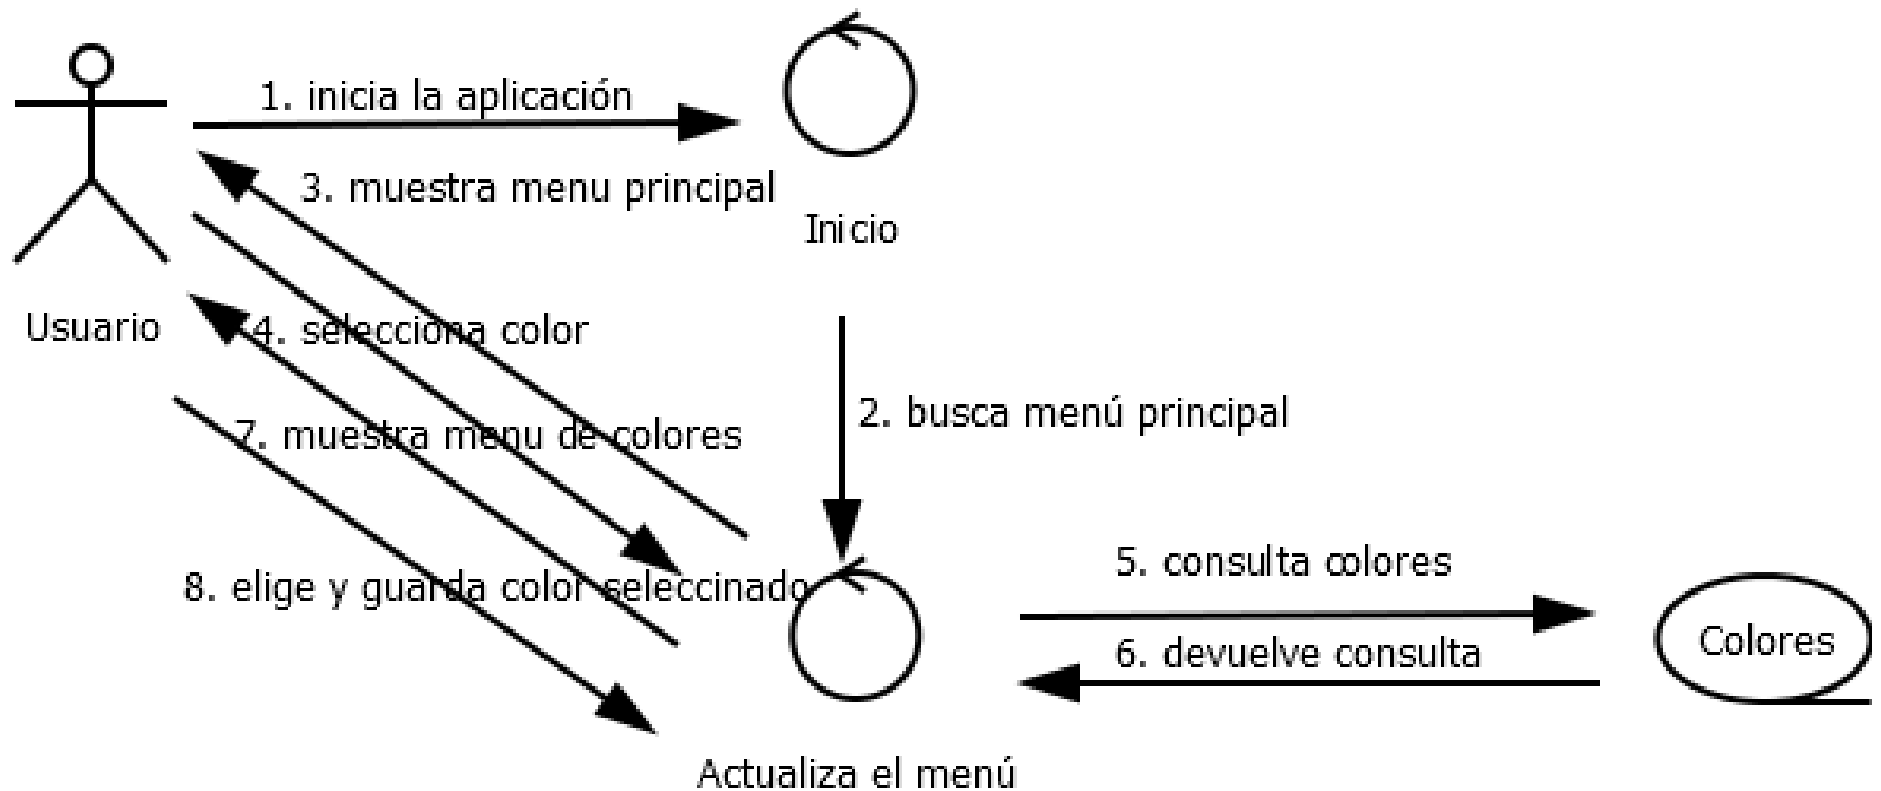 1. inicia la aplicación
3. muestra menu principal
Inicio
Usuario
4. selecciona color
2. busca menú principal
7. muestra menu de colores
5. consulta colores
8. elige y guarda color seleccinado
6. devuelve consulta
Colores
Actualiza el menú